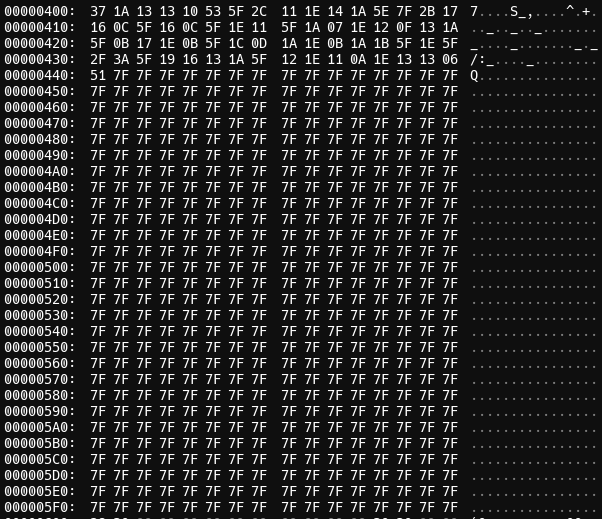 00000400: 37 1A 13 13 10 53 5F 2C 11 1E 14 1A 5E 7F 2B 17 7....S_,....^.+.
00000410: 16 0C 5F 16 0C 5F 1E 11 5F 1A 07 1E 12 0F 13 1A .._.._.._.......
00000420: 5F 0B 17 1E 0B 5F 1C 0D 1A 1E 0B 1A 1B 5F 1E 5F _...._......._._
00000430: 2F 3A 5F 19 16 13 1A 5F 12 1E 11 0A 1E 13 13 06 /:_...._........
00000440: 51 7F 7F 7F 7F 7F 7F 7F 7F 7F 7F 7F 7F 7F 7F 7F Q...............
00000450: 7F 7F 7F 7F 7F 7F 7F 7F 7F 7F 7F 7F 7F 7F 7F 7F ................
00000460: 7F 7F 7F 7F 7F 7F 7F 7F 7F 7F 7F 7F 7F 7F 7F 7F ................
00000470: 7F 7F 7F 7F 7F 7F 7F 7F 7F 7F 7F 7F 7F 7F 7F 7F ................
00000480: 7F 7F 7F 7F 7F 7F 7F 7F 7F 7F 7F 7F 7F 7F 7F 7F ................
00000490: 7F 7F 7F 7F 7F 7F 7F 7F 7F 7F 7F 7F 7F 7F 7F 7F ................
000004A0: 7F 7F 7F 7F 7F 7F 7F 7F 7F 7F 7F 7F 7F 7F 7F 7F ................
000004B0: 7F 7F 7F 7F 7F 7F 7F 7F 7F 7F 7F 7F 7F 7F 7F 7F ................
000004C0: 7F 7F 7F 7F 7F 7F 7F 7F 7F 7F 7F 7F 7F 7F 7F 7F ................
000004D0: 7F 7F 7F 7F 7F 7F 7F 7F 7F 7F 7F 7F 7F 7F 7F 7F ................
000004E0: 7F 7F 7F 7F 7F 7F 7F 7F 7F 7F 7F 7F 7F 7F 7F 7F ................
000004F0: 7F 7F 7F 7F 7F 7F 7F 7F 7F 7F 7F 7F 7F 7F 7F 7F ................
00000500: 7F 7F 7F 7F 7F 7F 7F 7F 7F 7F 7F 7F 7F 7F 7F 7F ................
00000510: 7F 7F 7F 7F 7F 7F 7F 7F 7F 7F 7F 7F 7F 7F 7F 7F ................
00000520: 7F 7F 7F 7F 7F 7F 7F 7F 7F 7F 7F 7F 7F 7F 7F 7F ................
00000530: 7F 7F 7F 7F 7F 7F 7F 7F 7F 7F 7F 7F 7F 7F 7F 7F ................
00000540: 7F 7F 7F 7F 7F 7F 7F 7F 7F 7F 7F 7F 7F 7F 7F 7F ................
00000550: 7F 7F 7F 7F 7F 7F 7F 7F 7F 7F 7F 7F 7F 7F 7F 7F ................
00000560: 7F 7F 7F 7F 7F 7F 7F 7F 7F 7F 7F 7F 7F 7F 7F 7F ................
00000570: 7F 7F 7F 7F 7F 7F 7F 7F 7F 7F 7F 7F 7F 7F 7F 7F ................
00000580: 7F 7F 7F 7F 7F 7F 7F 7F 7F 7F 7F 7F 7F 7F 7F 7F ................
00000590: 7F 7F 7F 7F 7F 7F 7F 7F 7F 7F 7F 7F 7F 7F 7F 7F ................
000005A0: 7F 7F 7F 7F 7F 7F 7F 7F 7F 7F 7F 7F 7F 7F 7F 7F ................
000005B0: 7F 7F 7F 7F 7F 7F 7F 7F 7F 7F 7F 7F 7F 7F 7F 7F ................
000005C0: 7F 7F 7F 7F 7F 7F 7F 7F 7F 7F 7F 7F 7F 7F 7F 7F ................
000005D0: 7F 7F 7F 7F 7F 7F 7F 7F 7F 7F 7F 7F 7F 7F 7F 7F ................
000005E0: 7F 7F 7F 7F 7F 7F 7F 7F 7F 7F 7F 7F 7F 7F 7F 7F ................
000005F0: 7F 7F 7F 7F 7F 7F 7F 7F 7F 7F 7F 7F 7F 7F 7F 7F ................